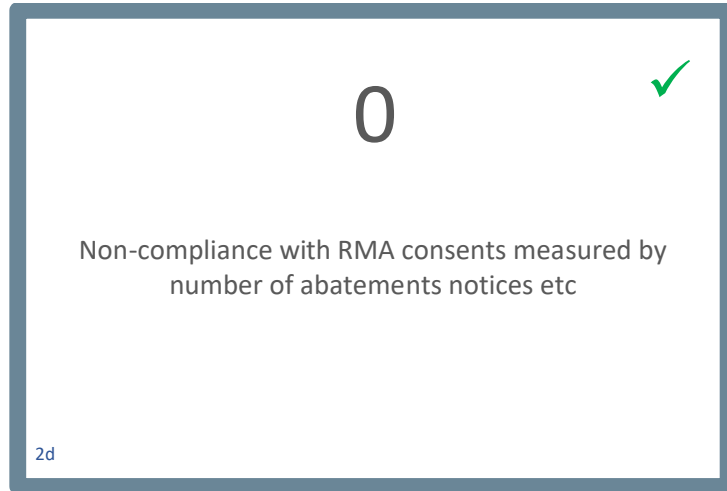 0
Non-compliance with RMA consents measured by
number of abatements notices etc
2d